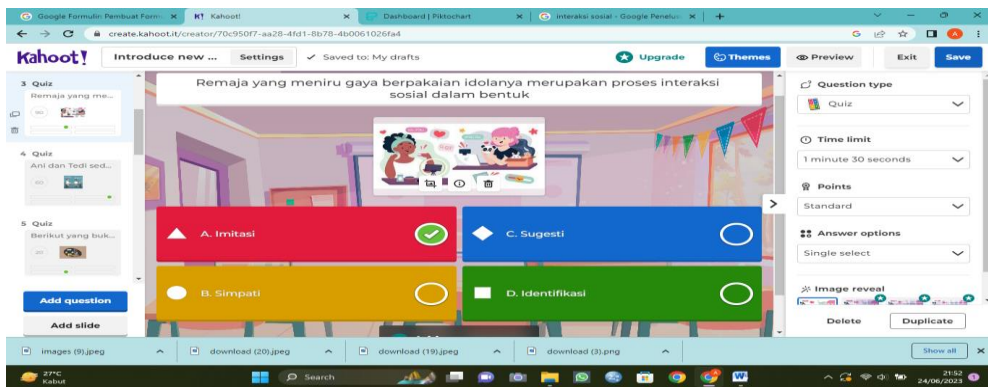 Google Formulir: Pembuat Form
Kahoot!
Dashboard | Piktochart
interaksi sosial - Google Penelus
create.kahoot.it/creator/70c950f7-aa28-4fd1-8b78-4b0061026fa4
Kahoot!
Introduce new ...
Settings
Saved to: My drafts
Upgrade
Themes
Preview
Exit
Save
3 Quiz
Remaja yang me...
90
4 Quiz
Ani dan Tedi sed...
5 Quiz
Berikut yang buk...
Add question
Add slide
Remaja yang meniru gaya berpakaian idolanya merupakan proses interaksi
sosial dalam bentuk
A. Imitasi
C. Sugesti
B. Simpati
D. Identifikasi
Question type
Quiz
Time limit
1 minute 30 seconds
Points
Standard
Answer options
Single select
Image reveal
Delete
Duplicate
images (9).jpeg
download (20).jpeg
download (19).jpeg
download (3).png
Show all
27°C
Kabut
Search
21:52
24/06/2023